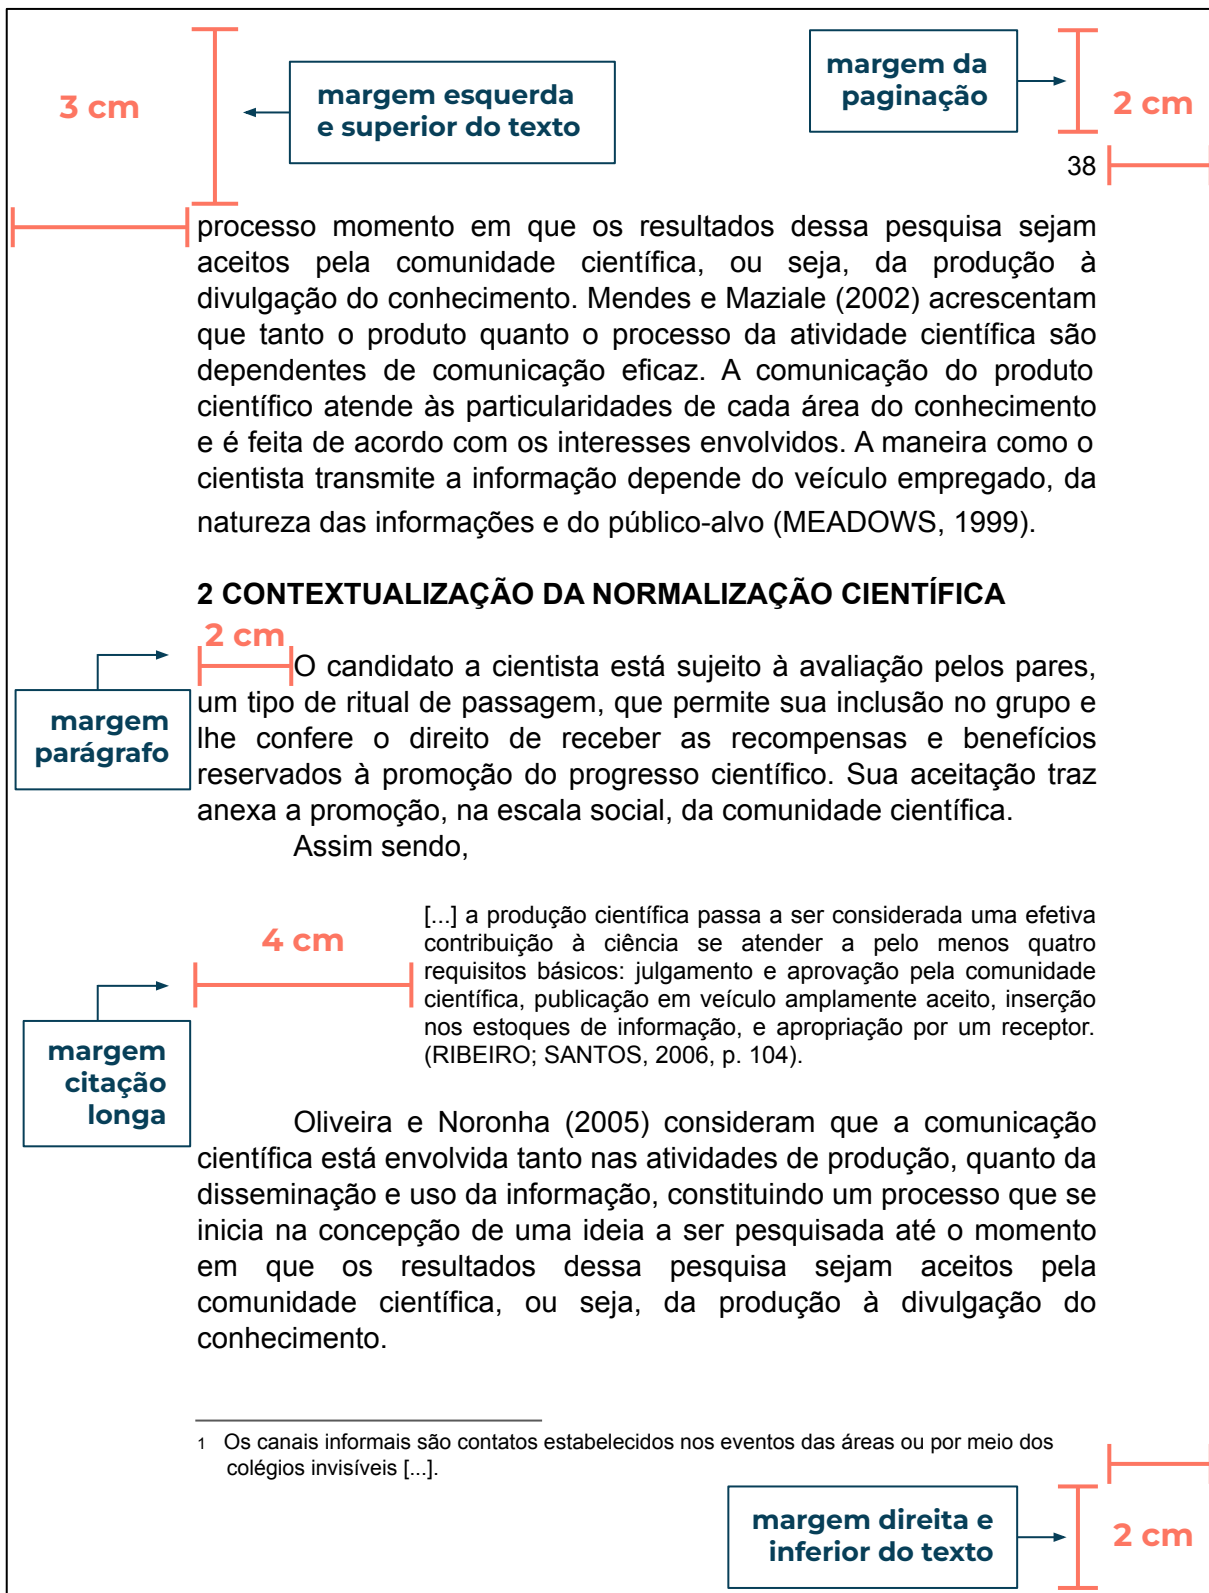 3 cm
margem esquerda
e superior do texto
margem da
paginação
2 cm
38
processo momento em que os resultados dessa pesquisa sejam
aceitos pela comunidade científica, ou seja, da produção à
divulgação do conhecimento. Mendes e Maziale (2002) acrescentam
que tanto o produto quanto o processo da atividade científica são
dependentes de comunicação eficaz. A comunicação do produto
científico atende às particularidades de cada área do conhecimento
e é feita de acordo com os interesses envolvidos. A maneira como o
cientista transmite a informação depende do veículo empregado, da
natureza das informações e do público-alvo (MEADOWS, 1999).
2 CONTEXTUALIZAÇÃO DA NORMALIZAÇÃO CIENTÍFICA
2 cm
margem
parágrafo
O candidato a cientista está sujeito à avaliação pelos pares,
um tipo de ritual de passagem, que permite sua inclusão no grupo e
lhe confere o direito de receber as recompensas e benefícios
reservados à promoção do progresso científico. Sua aceitação traz
anexa a promoção, na escala social, da comunidade científica.
Assim sendo,
4 cm
margem
citação
longa
[...] a produção científica passa a ser considerada uma efetiva
contribuição à ciência se atender a pelo menos quatro
requisitos básicos: julgamento e aprovação pela comunidade
científica, publicação em veículo amplamente aceito, inserção
nos estoques de informação, e apropriação por um receptor.
(RIBEIRO; SANTOS, 2006, p. 104).
Oliveira e Noronha (2005) consideram que a comunicação
científica está envolvida tanto nas atividades de produção, quanto da
disseminação e uso da informação, constituindo um processo que se
inicia na concepção de uma ideia a ser pesquisada até o momento
em que os resultados dessa pesquisa sejam aceitos pela
comunidade científica, ou seja, da produção à divulgação do
conhecimento.
1 Os canais informais são contatos estabelecidos nos eventos das áreas ou por meio dos
colégios invisíveis [...].
margem direita e
inferior do texto
2 cm